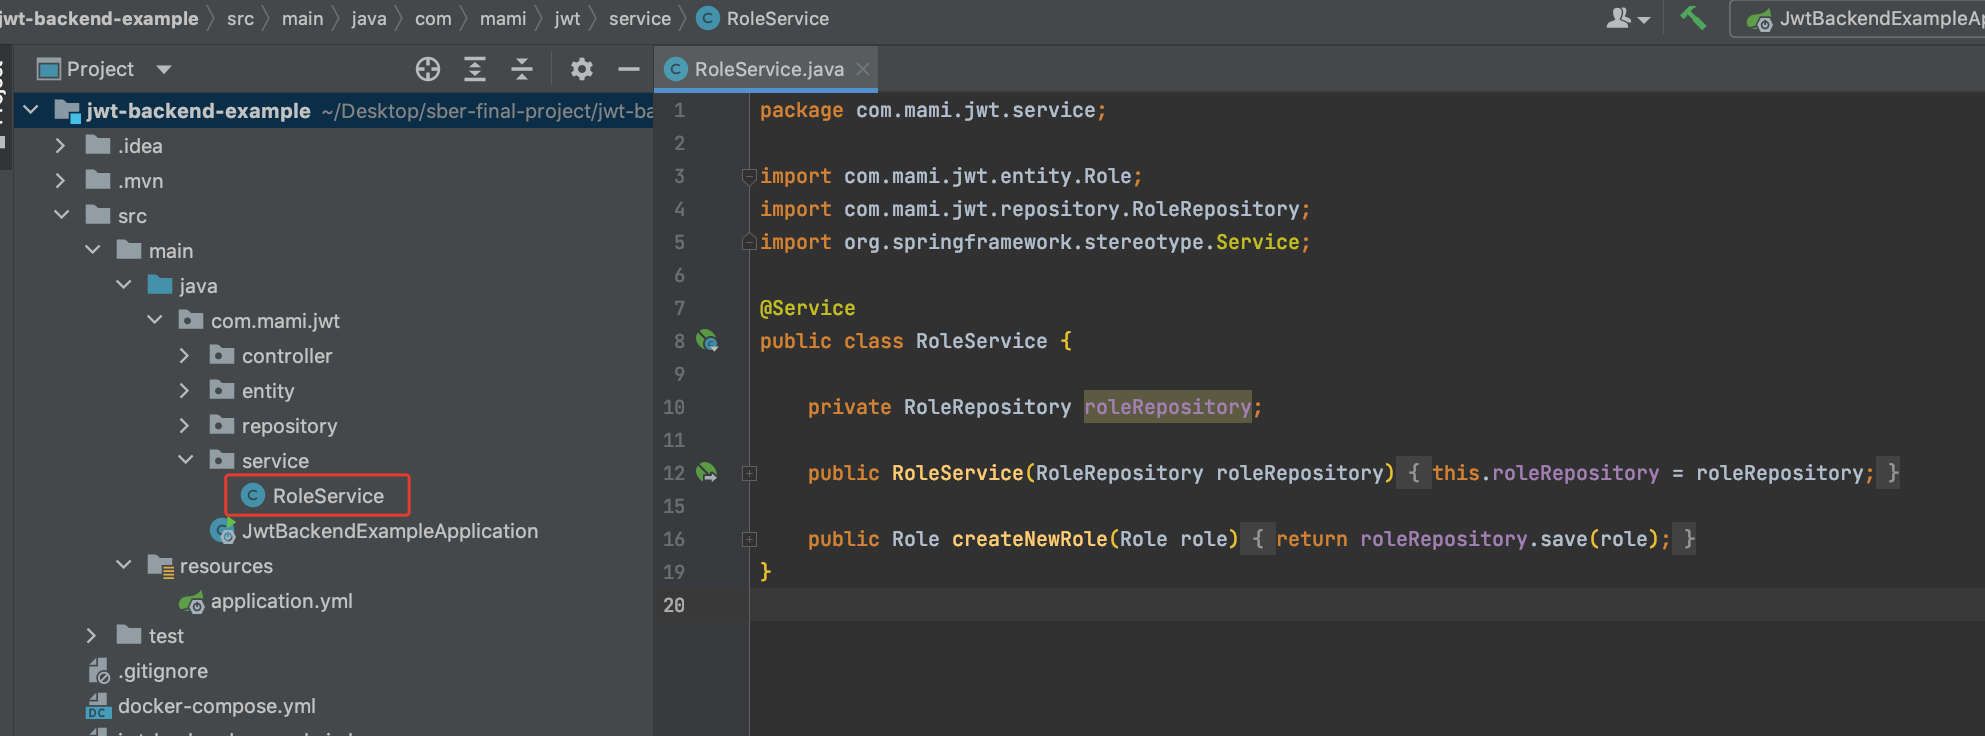 jwt-backend-example src main java com mami jwt service RoleService JwtBackendExampleAp
Project
jwt-backend-example ~/Desktop/sber-final-project/jwt-ba
.idea
.mvn
src
main
java
com.mami.jwt
controller
entity
repository
service
RoleService
JwtBackendExampleApplication
resources
application.yml
test
.gitignore
docker-compose.yml
RoleService.java
1 package com.mami.jwt.service;
2
3 import com.mami.jwt.entity.Role;
4 import com.mami.jwt.repository.RoleRepository;
5 import org.springframework.stereotype.Service;
6
7 @Service
8 public class RoleService {
9
10 private RoleRepository roleRepository;
11
12 public RoleService(RoleRepository roleRepository) { this.roleRepository = roleRepository; }
15
16 public Role createNewRole(Role role) { return roleRepository.save(role); }
19 }
20